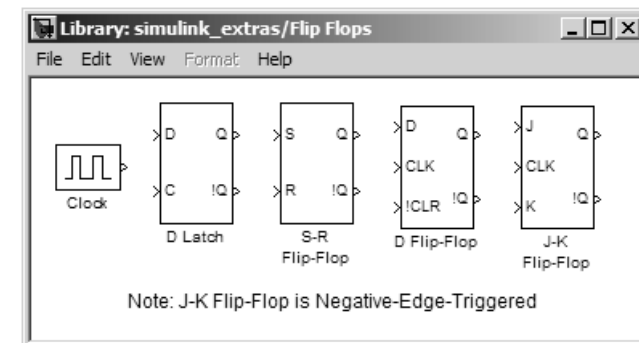 Library: simulink_extras/Flip Flops
File Edit View Format Help
Clock
D Q
C !Q
D Latch
S Q
R !Q
S-R
Flip-Flop
D Q
CLK
!CLR !Q
D Flip-Flop
J Q
CLK
K !Q
J-K
Flip-Flop
Note: J-K Flip-Flop is Negative-Edge-Triggered